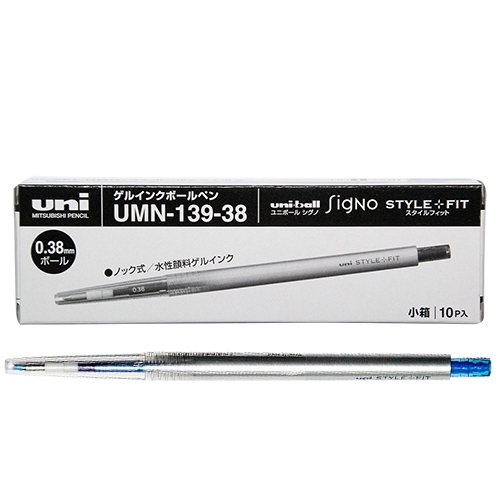 uni
MITSUBISHI PENCIL
ゲルインクボールペン
UMN-139-38
uni-ball
ユニボール シグノ
SigNo
STYLE+FIT
スタイルフィット
0.38mm
ボール
●ノック式/水性顔料ゲルインク
0.38
uni STYLE+FIT
小箱 10P入
uni STYLE+FIT